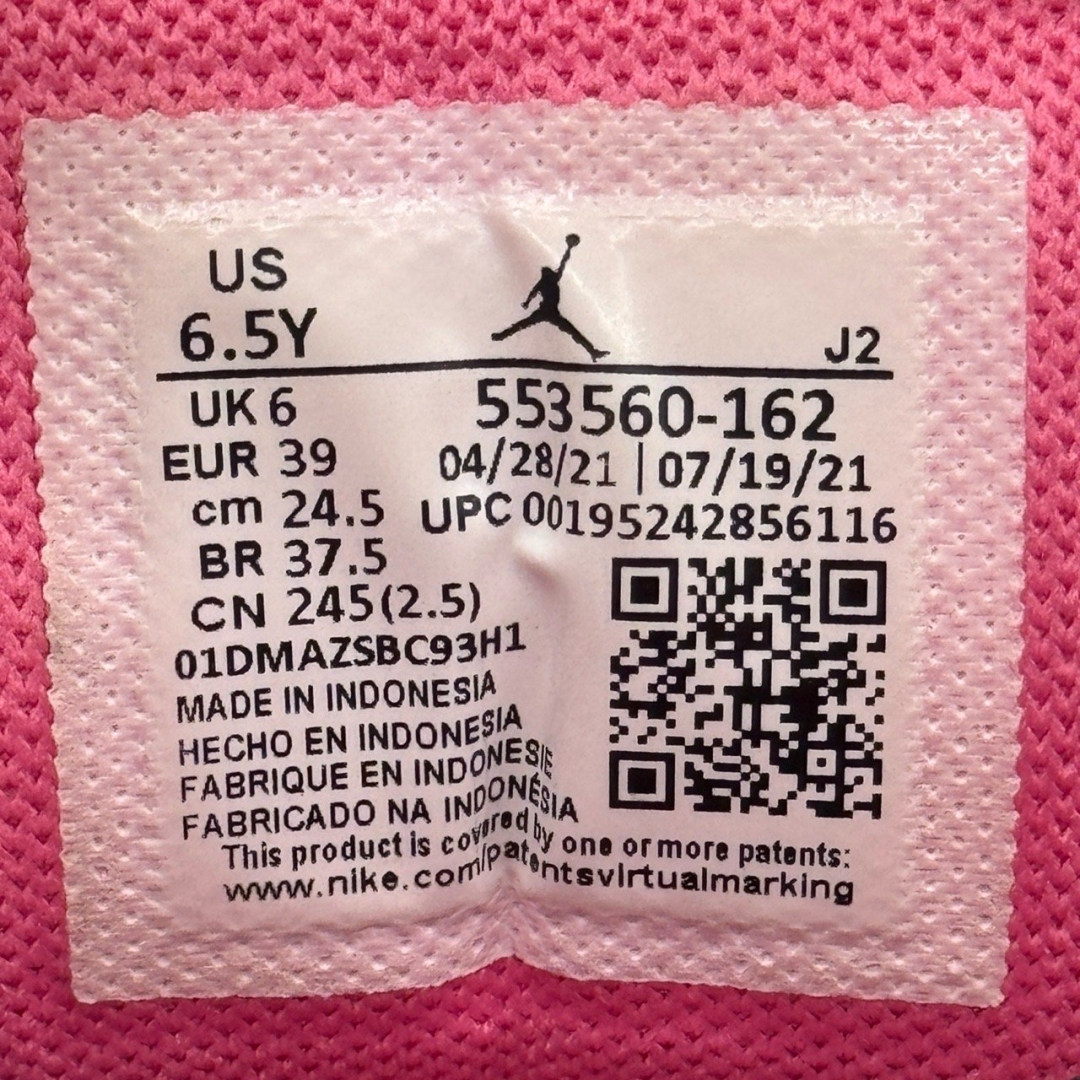 US
6.5Y
J2
UK 6
553560-162
EUR 39
04/28/21 | 07/19/21
cm 24.5
UPC 00195242856116
BR 37.5
CN 245(2.5)
01DMAZSBC93H1
MADE IN INDONESIA
HECHO EN INDONESIA
FABRIQUE EN INDONESIE
FABRICADO NA INDONÉSIA
This product is covered by one or more patents:
www.nike.com/patentsvirtualmarking